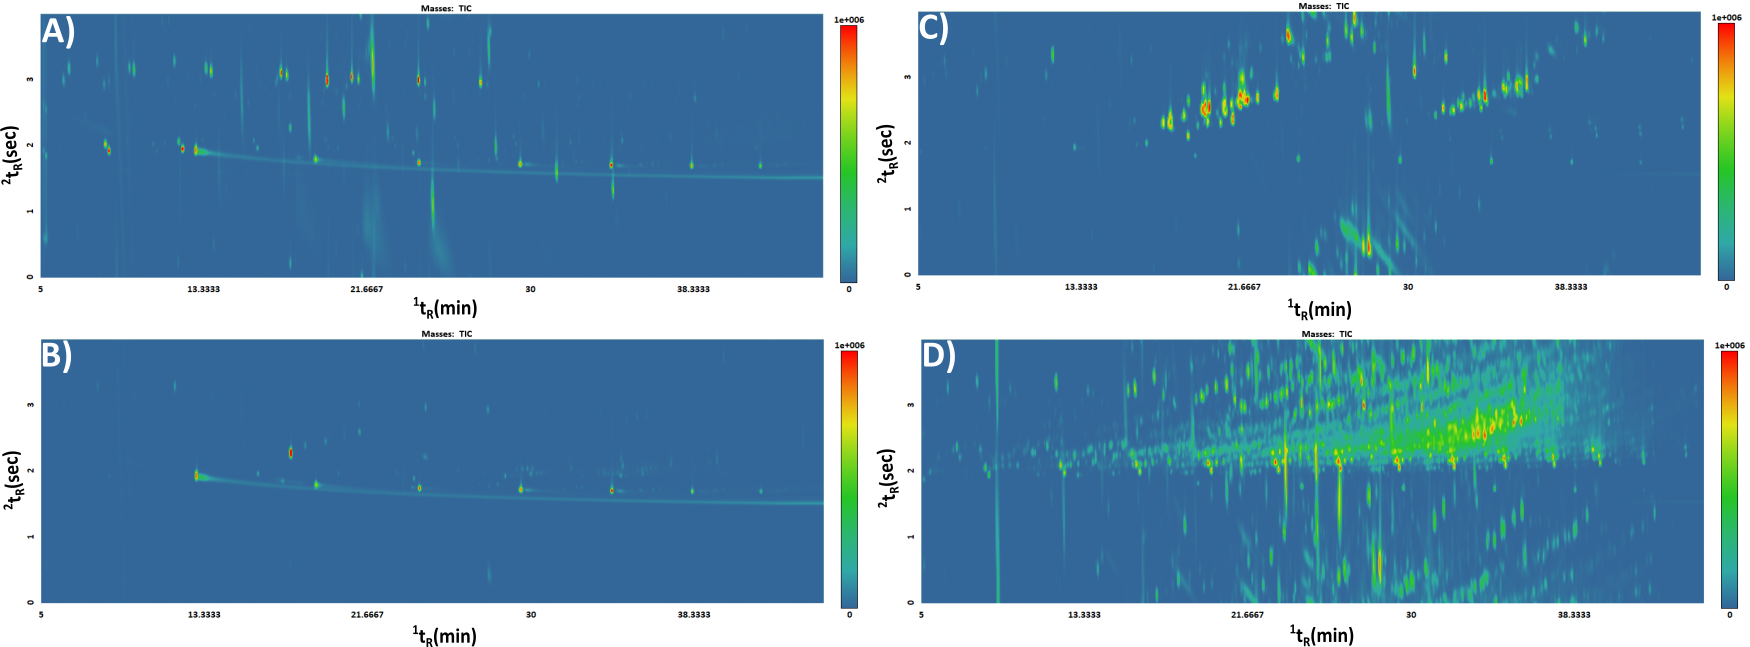 Masses: TIC
A)
1e+006
3
2
1
0
²tR(sec)
5 13.3333 21.6667 30 38.3333
0
¹tR(min)
Masses: TIC
C)
1e+006
3
2
1
0
²tR(sec)
5 13.3333 21.6667 30 38.3333
0
¹tR(min)
Masses: TIC
B)
1e+006
3
2
1
0
²tR(sec)
5 13.3333 21.6667 30 38.3333
0
¹tR(min)
Masses: TIC
D)
1e+006
3
2
1
0
²tR(sec)
5 13.3333 21.6667 30 38.3333
0
¹tR(min)